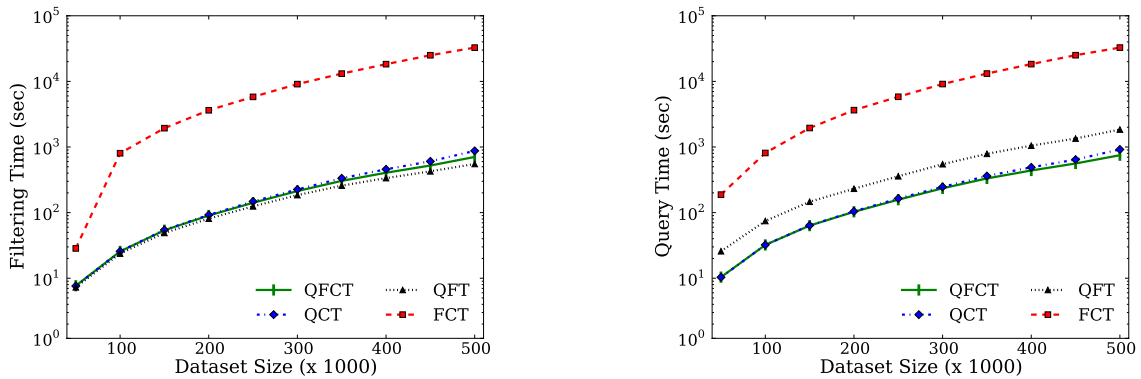 Filtering Time (sec)
10^5
10^4
10^3
10^2
10^1
10^0
QFCT
QCT
QFT
FCT
100 200 300 400 500
Dataset Size (x 1000)
Query Time (sec)
10^5
10^4
10^3
10^2
10^1
10^0
QFCT
QCT
QFT
FCT
100 200 300 400 500
Dataset Size (x 1000)